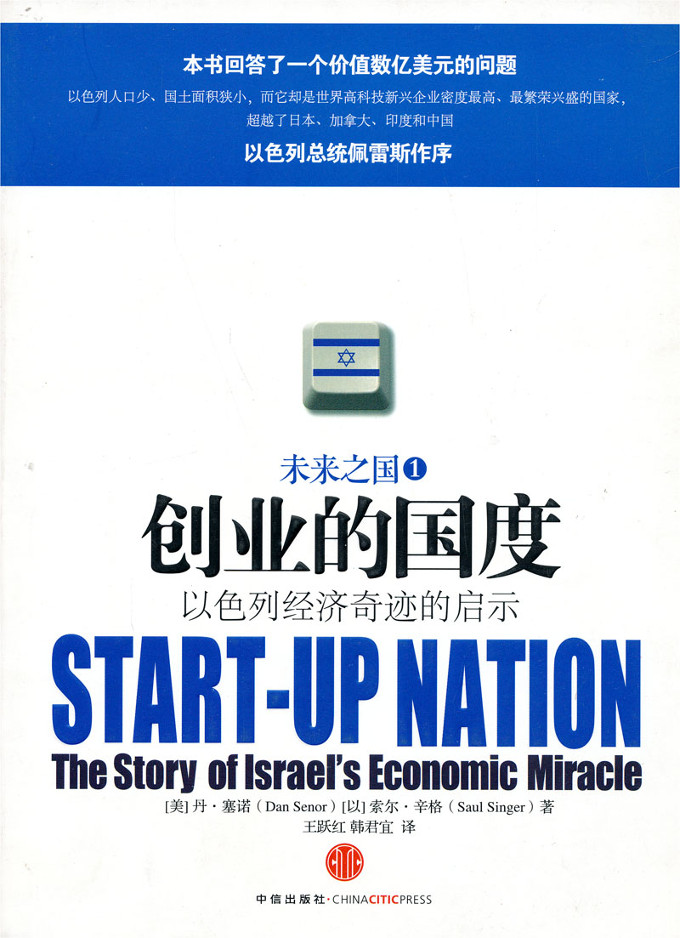 本书回答了一个价值数亿美元的问题
以色列人口少、国土面积狭小，而它却是世界高科技新兴企业密度最高、最繁荣兴盛的国家，
超越了日本、加拿大、印度和中国
以色列总统佩雷斯作序
未来之国1
创业的国度
以色列经济奇迹的启示
START-UP NATION
The Story of Israel's Economic Miracle
[美] 丹·塞诺（Dan Senor）[以] 索尔·辛格（Saul Singer）著
王跃红 韩君宜 译
中信出版社·CHINACITICPRESS